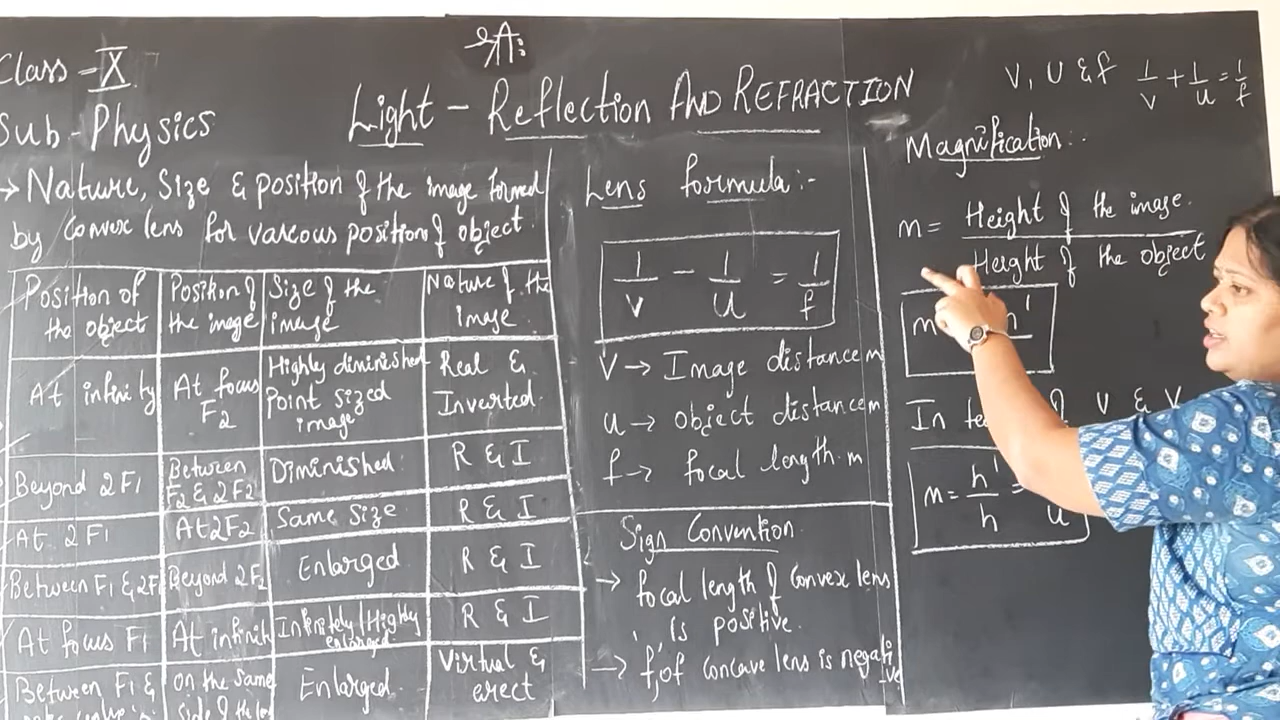 Class - X
Sub - Physics
Light - Reflection AND REFRACTION
V, U & f 1/v + 1/u = 1/f
→ Nature, Size & position of the image formed
by Convex lens for various position of object.
Position of the object | Position of the image | Size of the image | Nature of the image
At infinity | At focus F2 | Highly diminished Point sized image | Real & Inverted
Beyond 2F1 | Between F2 & 2F2 | Diminished | R & I
At 2F1 | At 2F2 | Same Size | R & I
Between F1 & 2F1 | Beyond 2F2 | Enlarged | R & I
At focus F1 | At infinit | Infinitely/Highly enlarged | R & I
Between F1 & | On the same side of the | Enlarged | Virtual & erect
Lens formula:-
1/v - 1/u = 1/f
V → Image distance m
u → object distance m
f → focal length. m
Sign Convention
→ focal length of Convex lens
is positive.
→ f, of concave lens is negative
Magnification:
m = Height of the image. / Height of the object
m h'
In U & V
m = h'/h = u